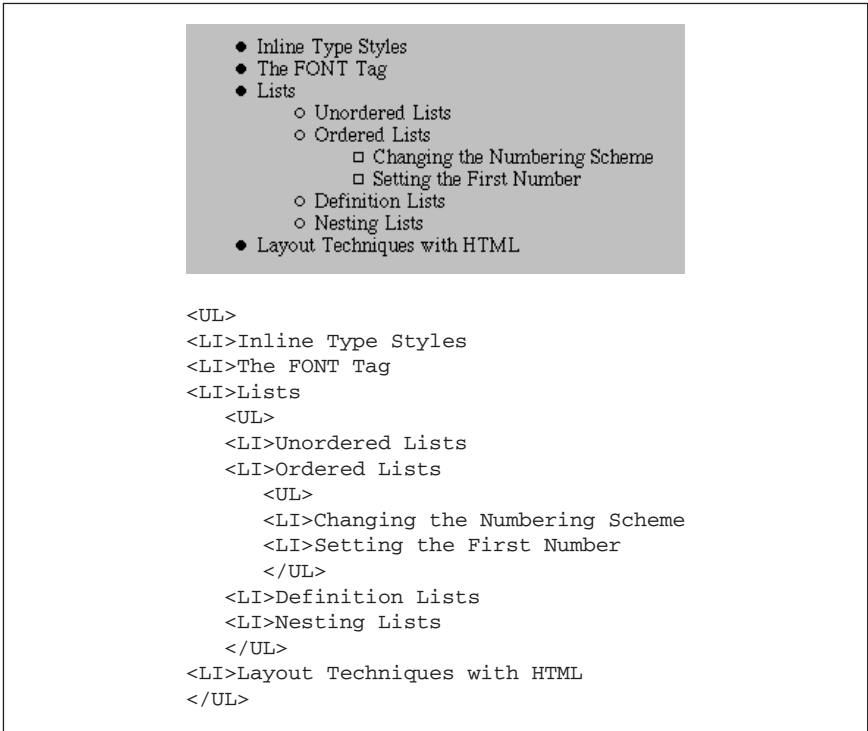 Inline Type Styles
The FONT Tag
Lists
Unordered Lists
Ordered Lists
Changing the Numbering Scheme
Setting the First Number
Definition Lists
Nesting Lists
Layout Techniques with HTML
<UL>
<LI>Inline Type Styles
<LI>The FONT Tag
<LI>Lists
<UL>
<LI>Unordered Lists
<LI>Ordered Lists
<UL>
<LI>Changing the Numbering Scheme
<LI>Setting the First Number
</UL>
<LI>Definition Lists
<LI>Nesting Lists
</UL>
<LI>Layout Techniques with HTML
</UL>